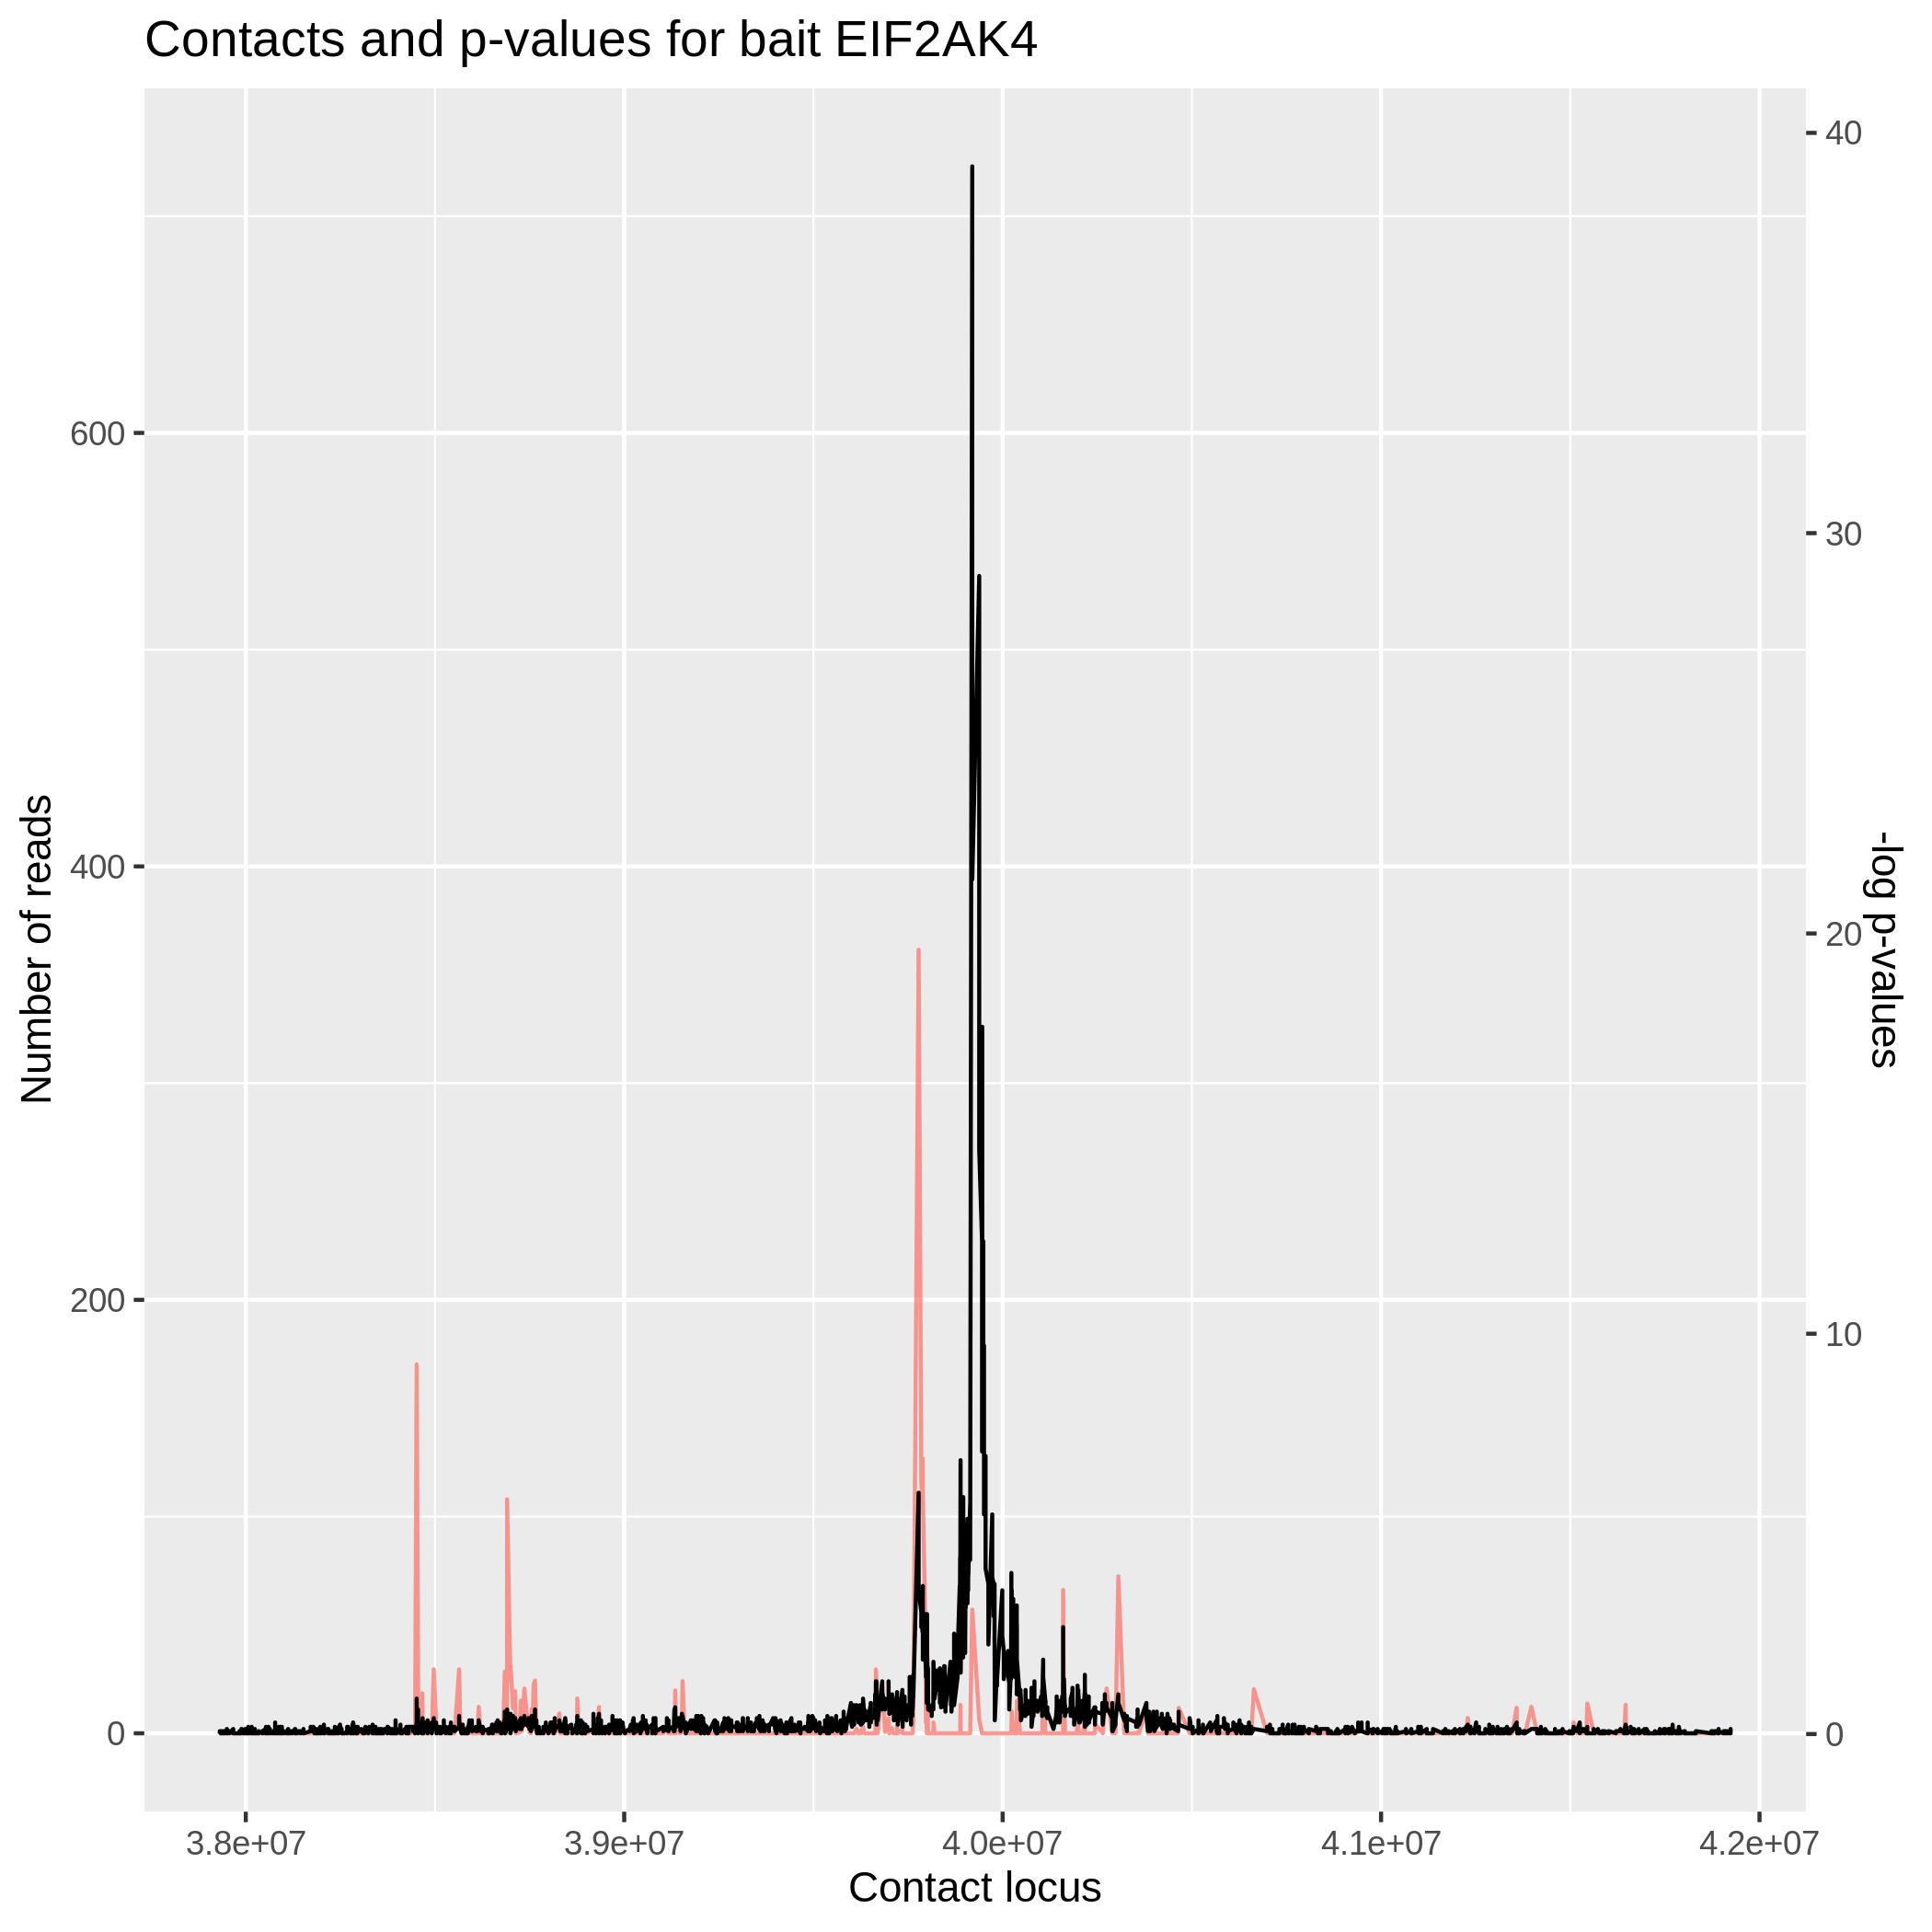 Contacts and p-values for bait EIF2AK4
Number of reads
600
400
200
0
40
30
20
10
0
-log p-values
3.8e+07
3.9e+07
4.0e+07
4.1e+07
4.2e+07
Contact locus